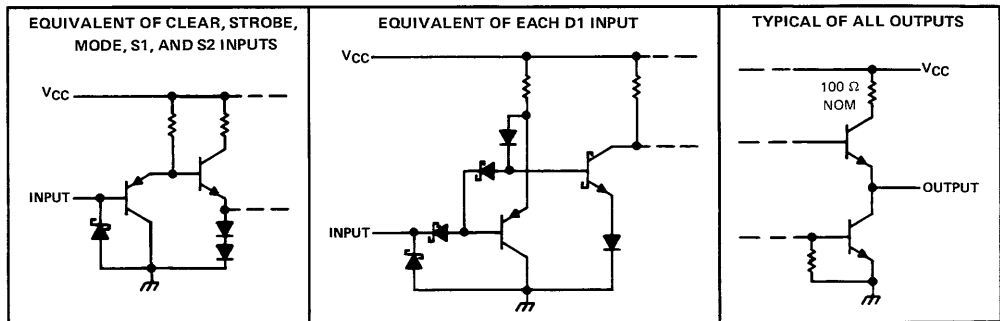 EQUIVALENT OF CLEAR, STROBE,
MODE, S1, AND S2 INPUTS
VCC
INPUT
EQUIVALENT OF EACH D1 INPUT
VCC
INPUT
TYPICAL OF ALL OUTPUTS
VCC
100 Ω
NOM
OUTPUT